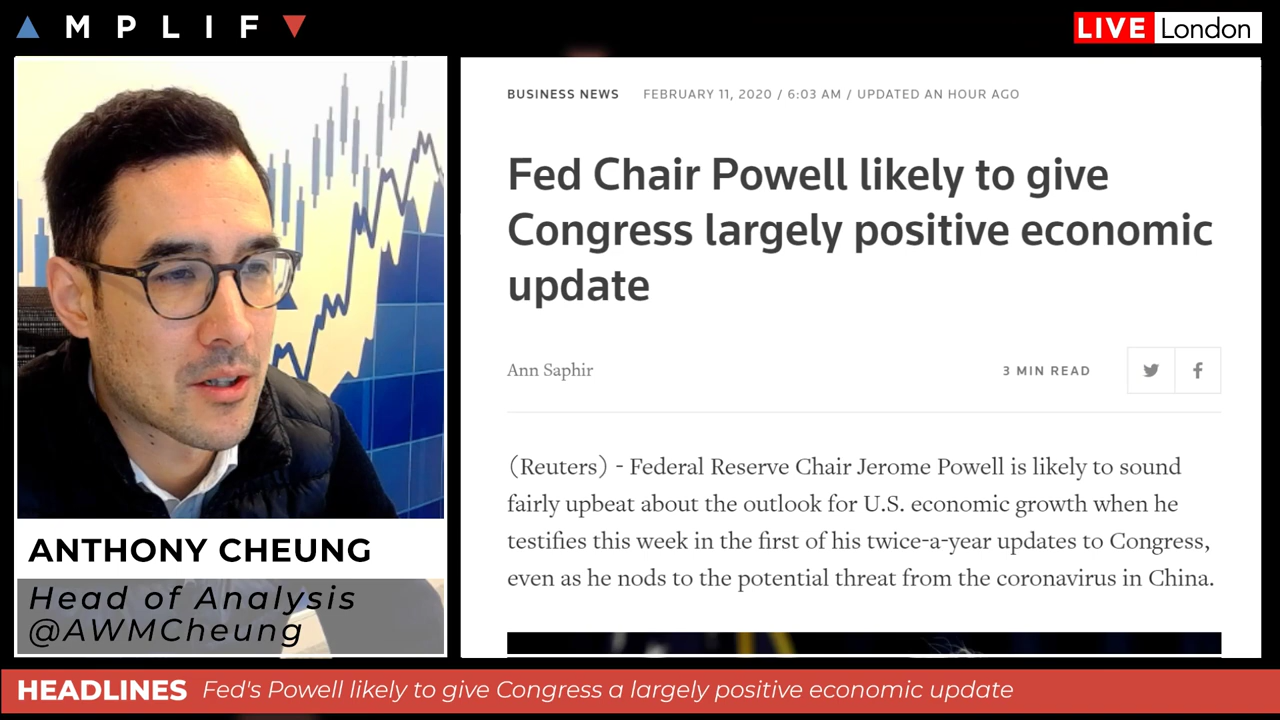 ▲ M P L I F ▼
LIVE London
BUSINESS NEWS FEBRUARY 11, 2020 / 6:03 AM / UPDATED AN HOUR AGO
Fed Chair Powell likely to give
Congress largely positive economic
update
Ann Saphir
3 MIN READ
(Reuters) - Federal Reserve Chair Jerome Powell is likely to sound
fairly upbeat about the outlook for U.S. economic growth when he
testifies this week in the first of his twice-a-year updates to Congress,
even as he nods to the potential threat from the coronavirus in China.
ANTHONY CHEUNG
Head of Analysis
@AWMCheung
HEADLINES Fed's Powell likely to give Congress a largely positive economic update